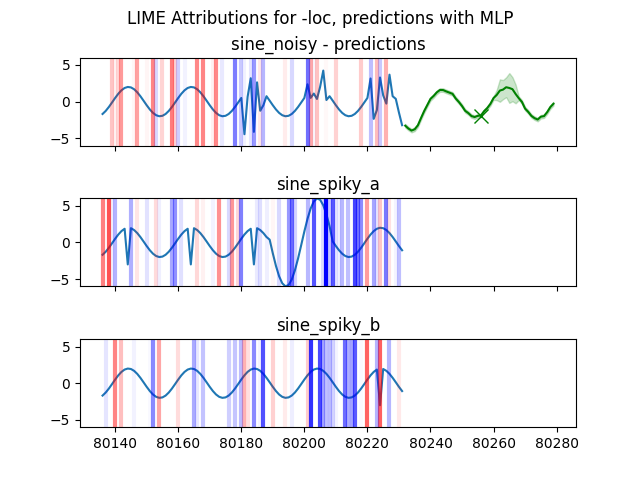 LIME Attributions for -loc, predictions with MLP
sine_noisy - predictions
5
0
−5
sine_spiky_a
5
0
−5
sine_spiky_b
5
0
−5
80140 80160 80180 80200 80220 80240 80260 80280